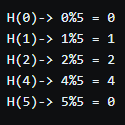 H(0)-> 0%5 = 0
H(1)-> 1%5 = 1
H(2)-> 2%5 = 2
H(4)-> 4%5 = 4
H(5)-> 5%5 = 0